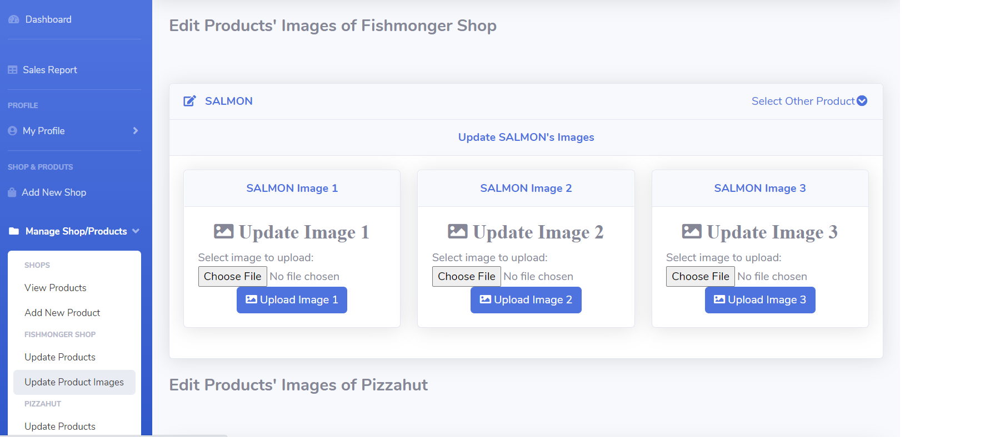 Dashboard
Sales Report
PROFILE
My Profile
SHOP & PRODUTS
Add New Shop
Manage Shop/Products
SHOPS
View Products
Add New Product
FISHMONGER SHOP
Update Products
Update Product Images
PIZZAHUT
Update Products
Edit Products' Images of Fishmonger Shop
SALMON
Select Other Product
Update SALMON's Images
SALMON Image 1
Update Image 1
Select image to upload:
Choose File No file chosen
Upload Image 1
SALMON Image 2
Update Image 2
Select image to upload:
Choose File No file chosen
Upload Image 2
SALMON Image 3
Update Image 3
Select image to upload:
Choose File No file chosen
Upload Image 3
Edit Products' Images of Pizzahut